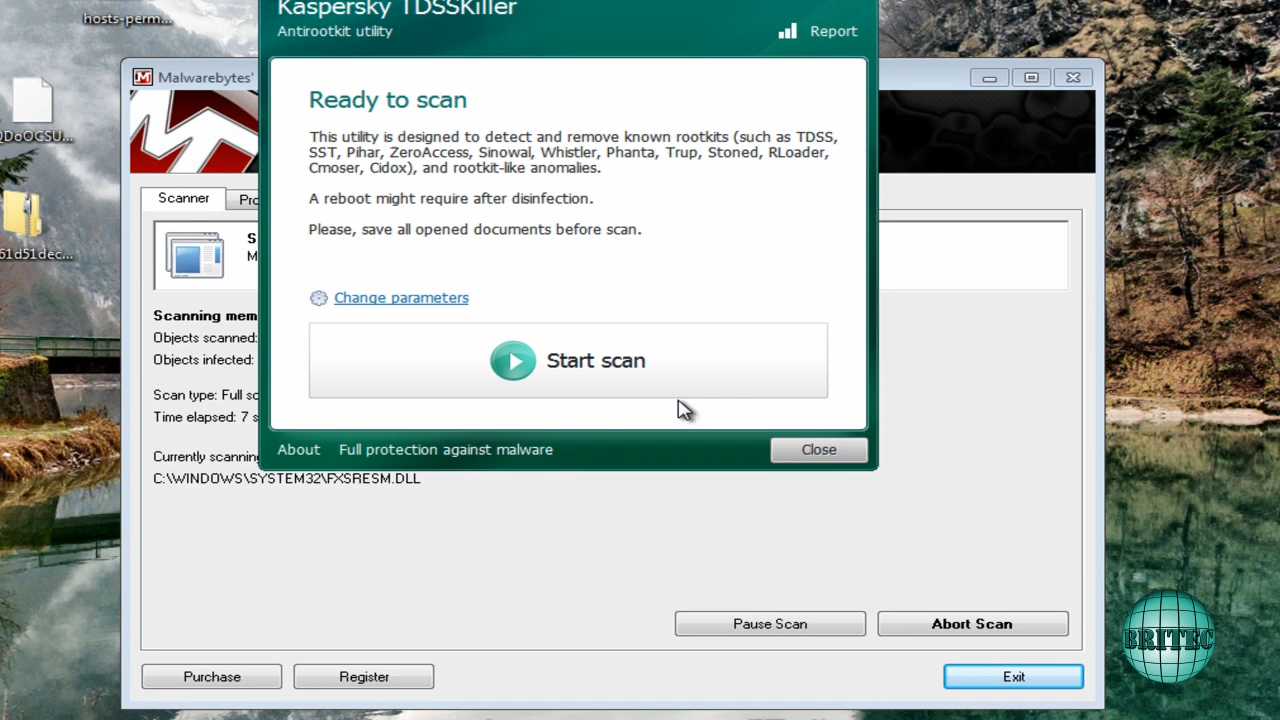 hosts-perm...
Kaspersky TDSSKiller
Antirootkit utility
Report
Malwarebytes'
Ready to scan
This utility is designed to detect and remove known rootkits (such as TDSS,
SST, Pihar, ZeroAccess, Sinowal, Whistler, Phanta, Trup, Stoned, RLoader,
Cmoser, Cidox), and rootkit-like anomalies.
A reboot might require after disinfection.
Please, save all opened documents before scan.
Change parameters
Start scan
About
Full protection against malware
Close
QDoOCSU...
61d51dec...
Scanner
Pro
S
M
Scanning mem
Objects scanned:
Objects infected:
Scan type: Full sc
Time elapsed: 7 s
Currently scanning
C:\WINDOWS\SYSTEM32\FXSRESM.DLL
Pause Scan
Abort Scan
Purchase
Register
Exit
BRITEC